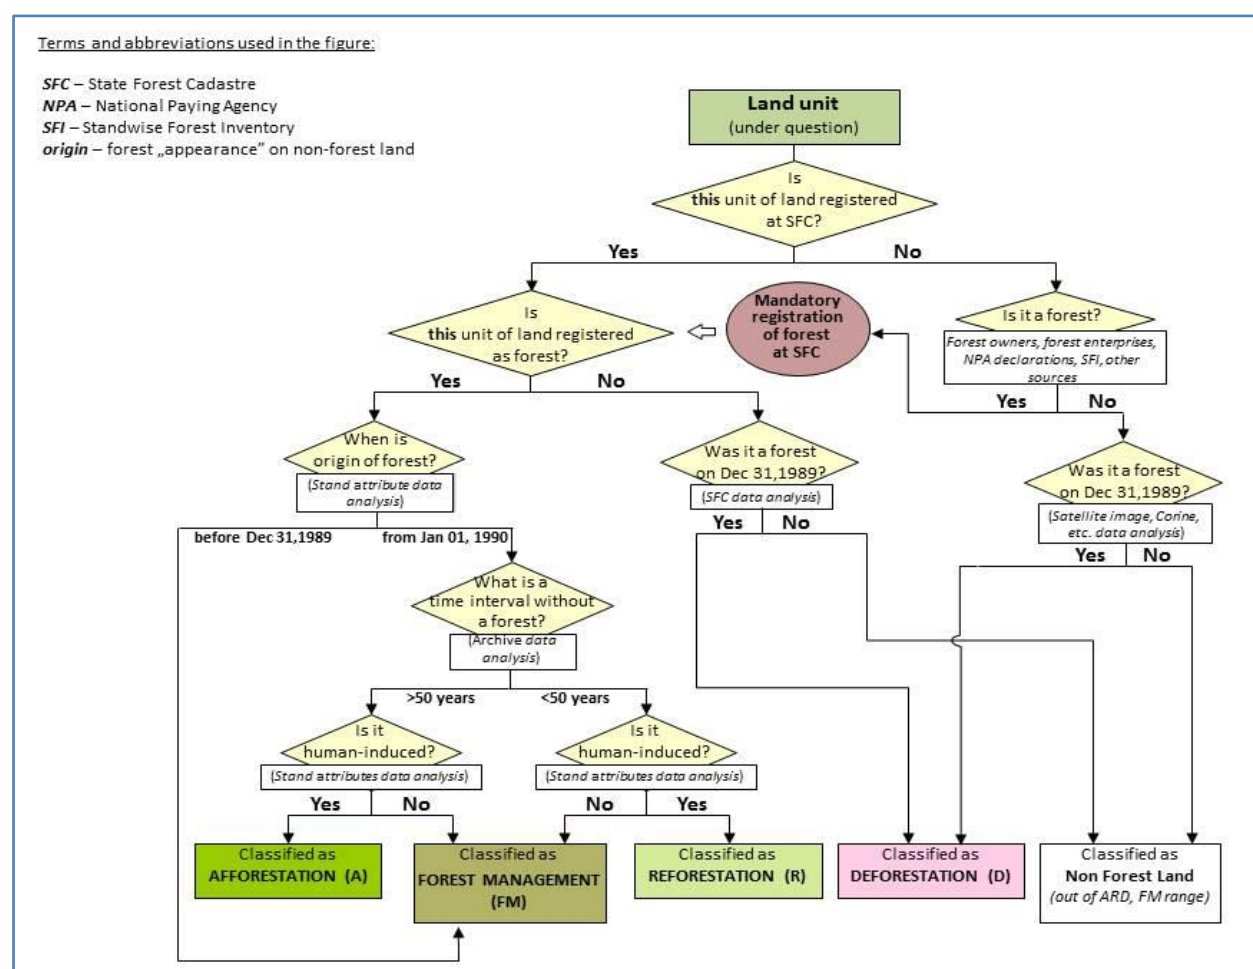 Terms and abbreviations used in the figure:
SFC – State Forest Cadastre
NPA – National Paying Agency
SFI – Standwise Forest Inventory
origin – forest „appearance” on non-forest land
Land unit
(under question)
Is
this unit of land registered
at SFC?
Yes
No
Is
this unit of land registered
as forest?
Mandatory
registration
of forest
at SFC
Is it a forest?
Forest owners, forest enterprises,
NPA declarations, SFI, other
sources
Yes
No
Yes
No
When is
origin of forest?
(Stand attribute data
analysis)
Was it a forest
on Dec 31,1989?
(SFC data analysis)
Was it a forest
on Dec 31,1989?
(Satellite image, Corine,
etc. data analysis)
before Dec 31,1989
from Jan 01, 1990
Yes
No
Yes
No
What is a
time interval without
a forest?
(Archive data
analysis)
>50 years
<50 years
Is it
human-induced?
(Stand attributes data analysis)
Is it
human-induced?
(Stand attributes data analysis)
Yes
No
No
Yes
Classified as
AFFORESTATION (A)
Classified as
FOREST MANAGEMENT
(FM)
Classified as
REFORESTATION (R)
Classified as
DEFORESTATION (D)
Classified as
Non Forest Land
(out of ARD, FM range)